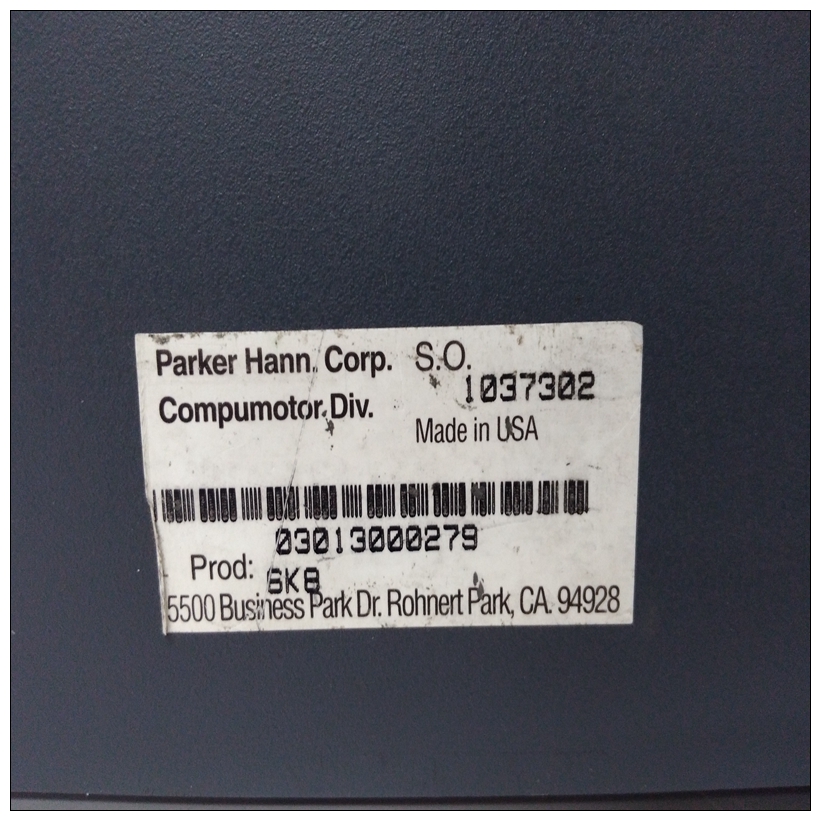 Parker Hann. Corp. S.O.
1037302
Compumotor Div.
Made in USA
03013000279
Prod: 6K8
5500 Business Park Dr. Rohnert Park, CA. 94928